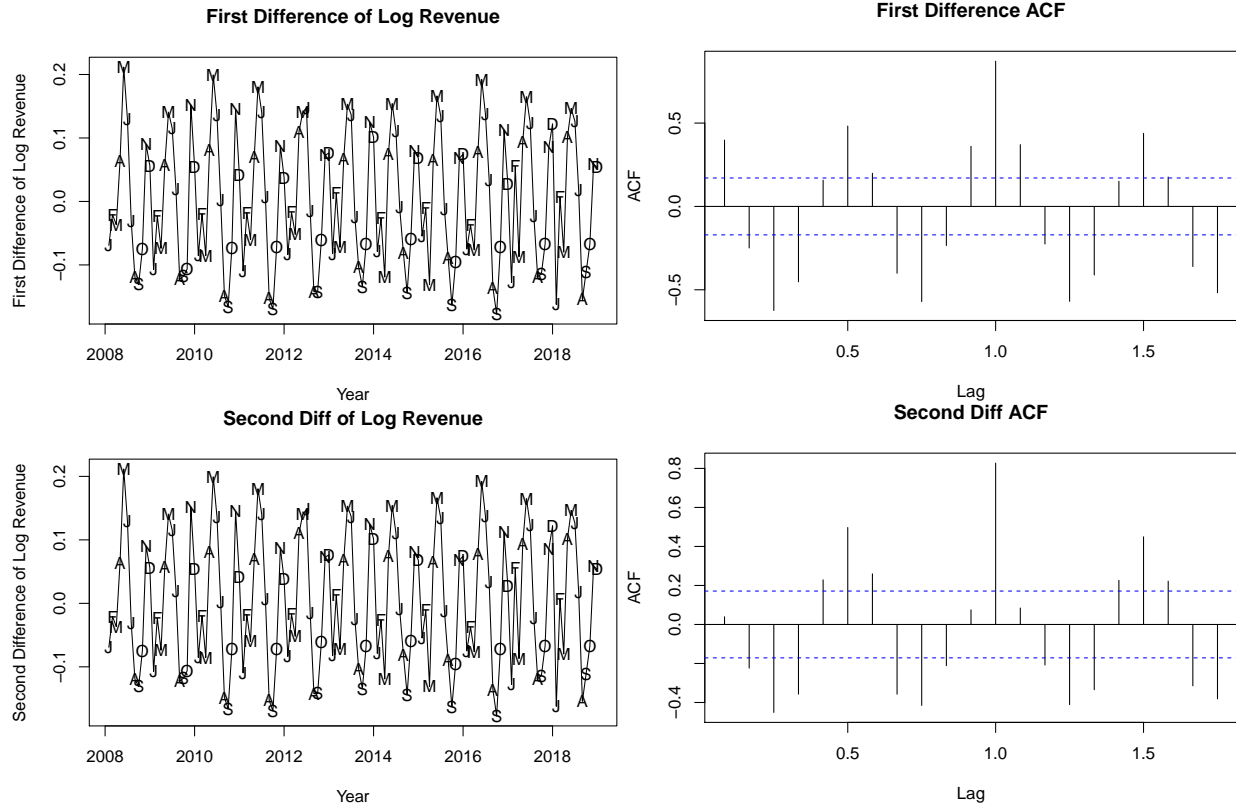 First Difference of Log Revenue
First Difference of Log Revenue
0.2
0.1
0.0
−0.1
2008 2010 2012 2014 2016 2018
Year
First Difference ACF
ACF
0.5
0.0
−0.5
0.5 1.0 1.5
Lag
Second Diff of Log Revenue
Second Difference of Log Revenue
0.2
0.1
0.0
−0.1
2008 2010 2012 2014 2016 2018
Year
Second Diff ACF
ACF
0.8
0.6
0.4
0.2
0.0
−0.4
0.5 1.0 1.5
Lag